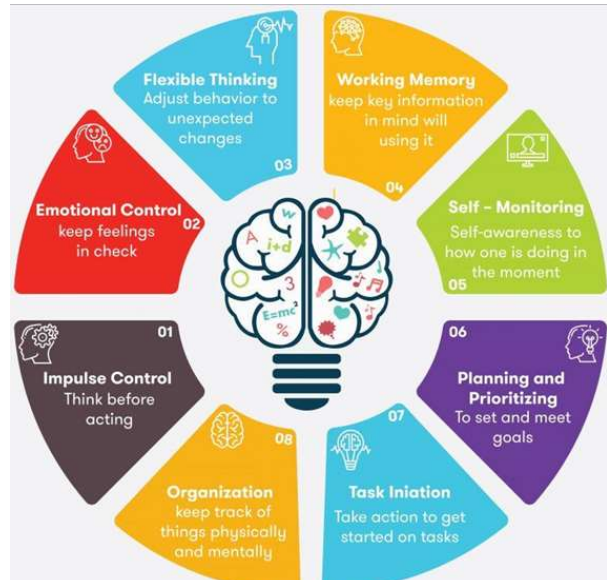 01
Impulse Control
Think before
acting
02
Emotional Control
keep feelings
in check
03
Flexible Thinking
Adjust behavior to
unexpected
changes
04
Working Memory
keep key information
in mind will
using it
05
Self – Monitoring
Self-awareness to
how one is doing in
the moment
06
Planning and
Prioritizing
To set and meet
goals
07
Task Iniation
Take action to get
started on tasks
08
Organization
keep track of
things physically
and mentally
W
A
i+d
3
E=mc²
%